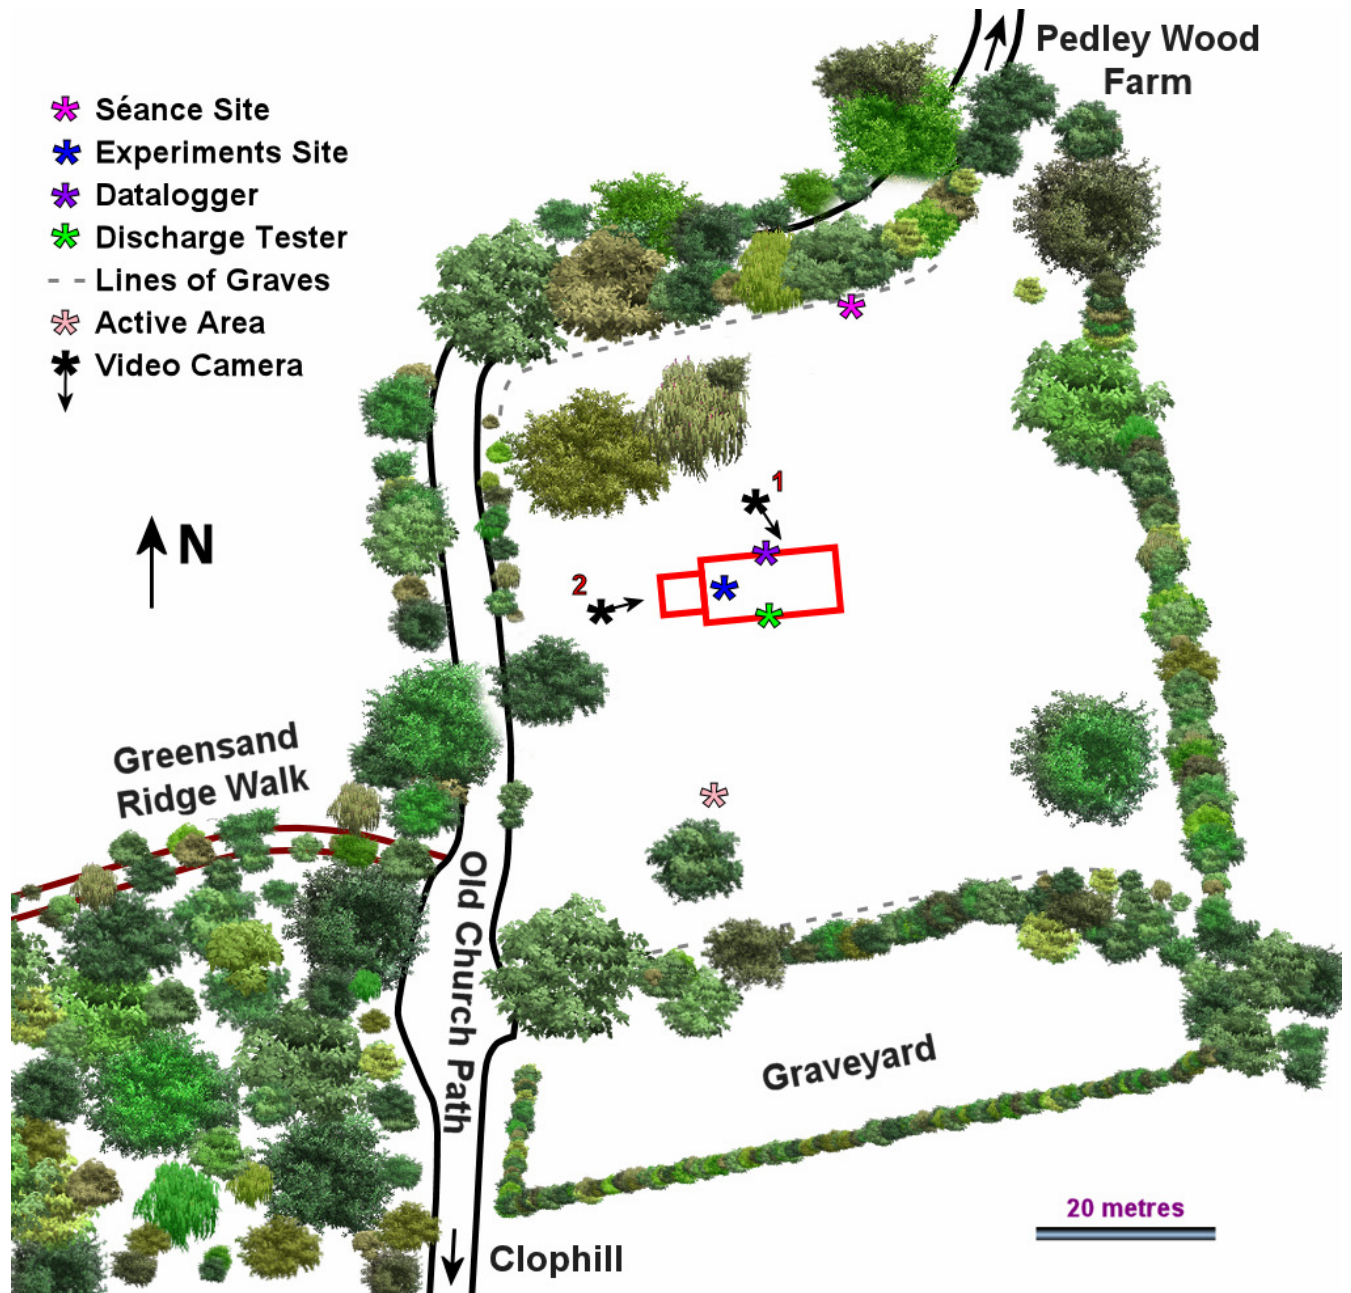 Pedley Wood
Farm
Séance Site
Experiments Site
Datalogger
Discharge Tester
Lines of Graves
Active Area
Video Camera
1
N
2
Greensand
Ridge Walk
Old Church Path
Graveyard
20 metres
Clophill